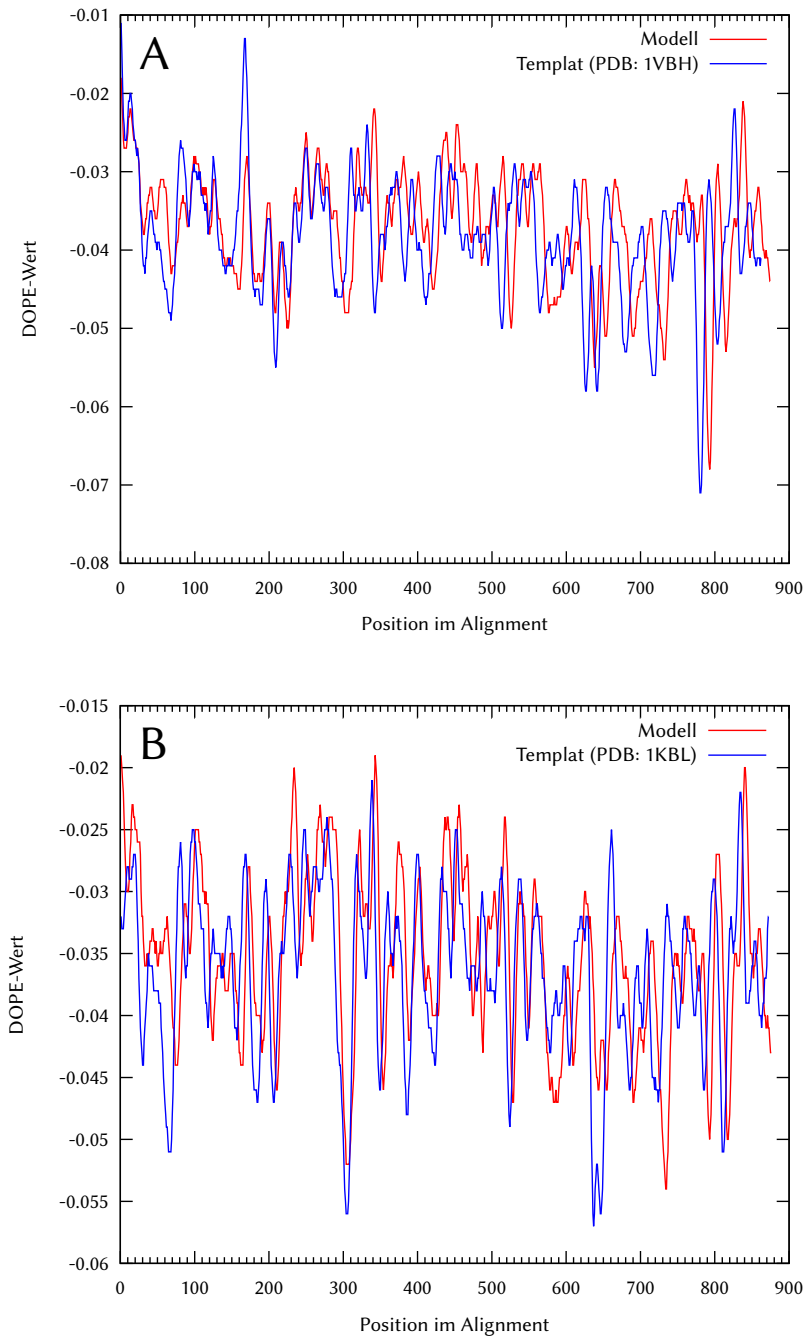 A
Modell
Templat (PDB: 1VBH)
-0.01
-0.02
-0.03
-0.04
-0.05
-0.06
-0.07
-0.08
DOPE-Wert
0 100 200 300 400 500 600 700 800 900
Position im Alignment
B
Modell
Templat (PDB: 1KBL)
-0.015
-0.02
-0.025
-0.03
-0.035
-0.04
-0.045
-0.05
-0.055
-0.06
DOPE-Wert
0 100 200 300 400 500 600 700 800 900
Position im Alignment